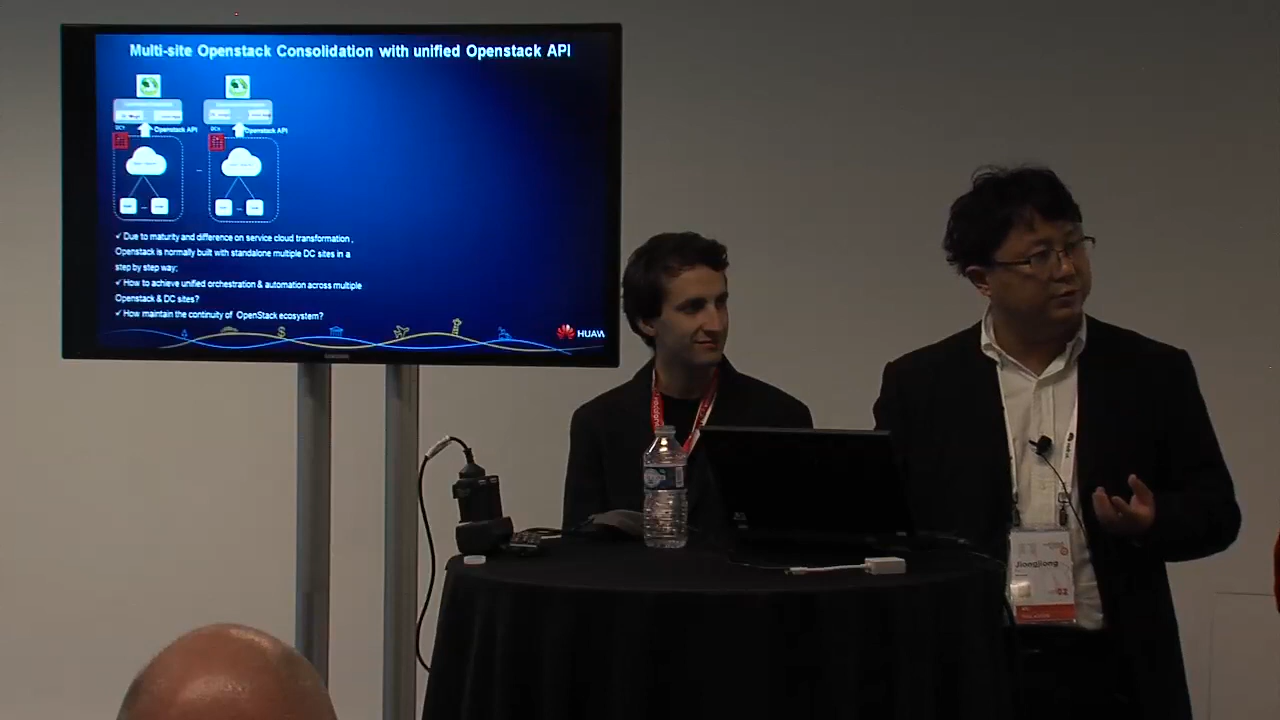 Multi-site Openstack Consolidation with unified Openstack API
Openstack API
Openstack API
✓ Due to maturity and difference on service cloud transformation ,
Openstack is normally built with standalone multiple DC sites in a
step by step way;
✓ How to achieve unified orchestration & automation across multiple
Openstack & DC sites?
✓ How maintain the continuity of OpenStack ecosystem?
HUAW
SAMSUNG
Jiongjiong